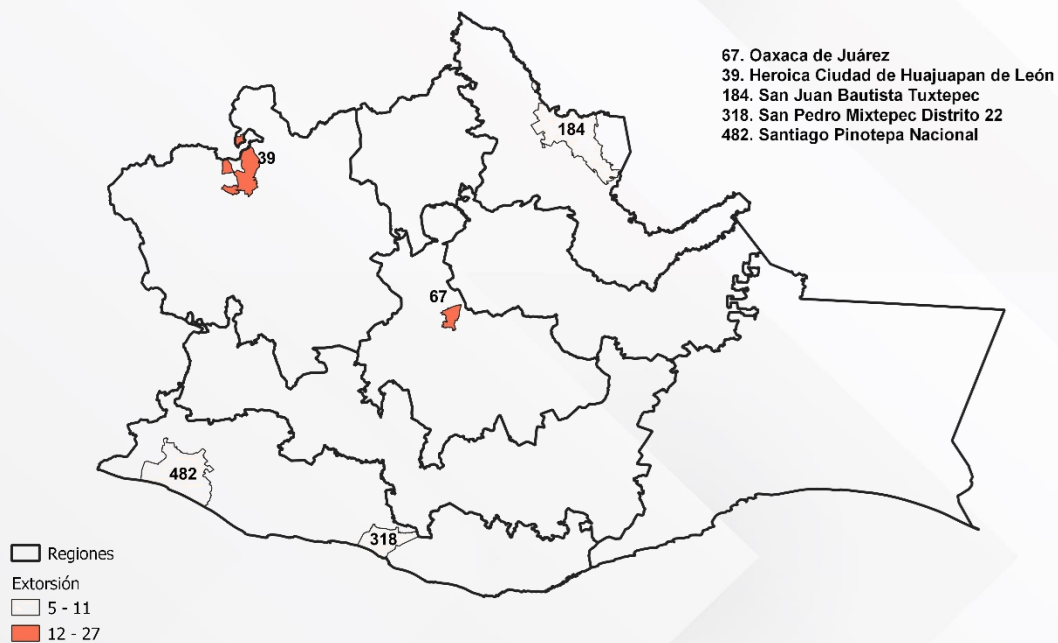 67. Oaxaca de Juárez
39. Heroica Ciudad de Huajuapan de León
184. San Juan Bautista Tuxtepec
318. San Pedro Mixtepec Distrito 22
482. Santiago Pinotepa Nacional
184
39
67
482
318
Regiones
Extorsión
5 - 11
12 - 27